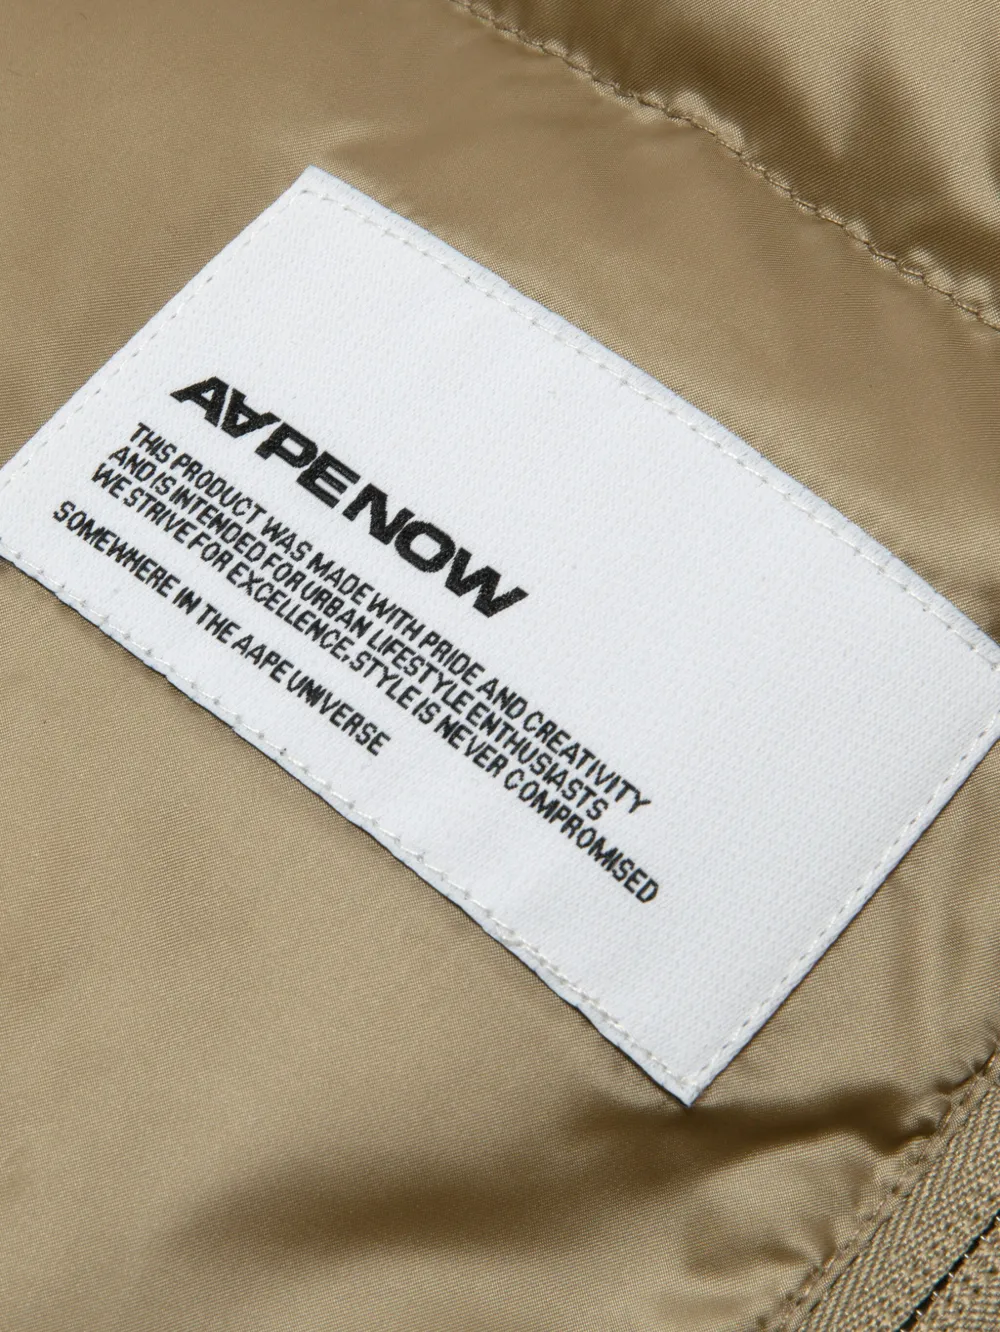 AAPE NOW
THIS PRODUCT WAS MADE WITH PRIDE AND CREATIVITY
AND IS INTENDED FOR URBAN LIFESTYLE ENTHUSIASTS
WE STRIVE FOR EXCELLENCE, STYLE IS NEVER COMPROMISED
SOMEWHERE IN THE AAPE UNIVERSE